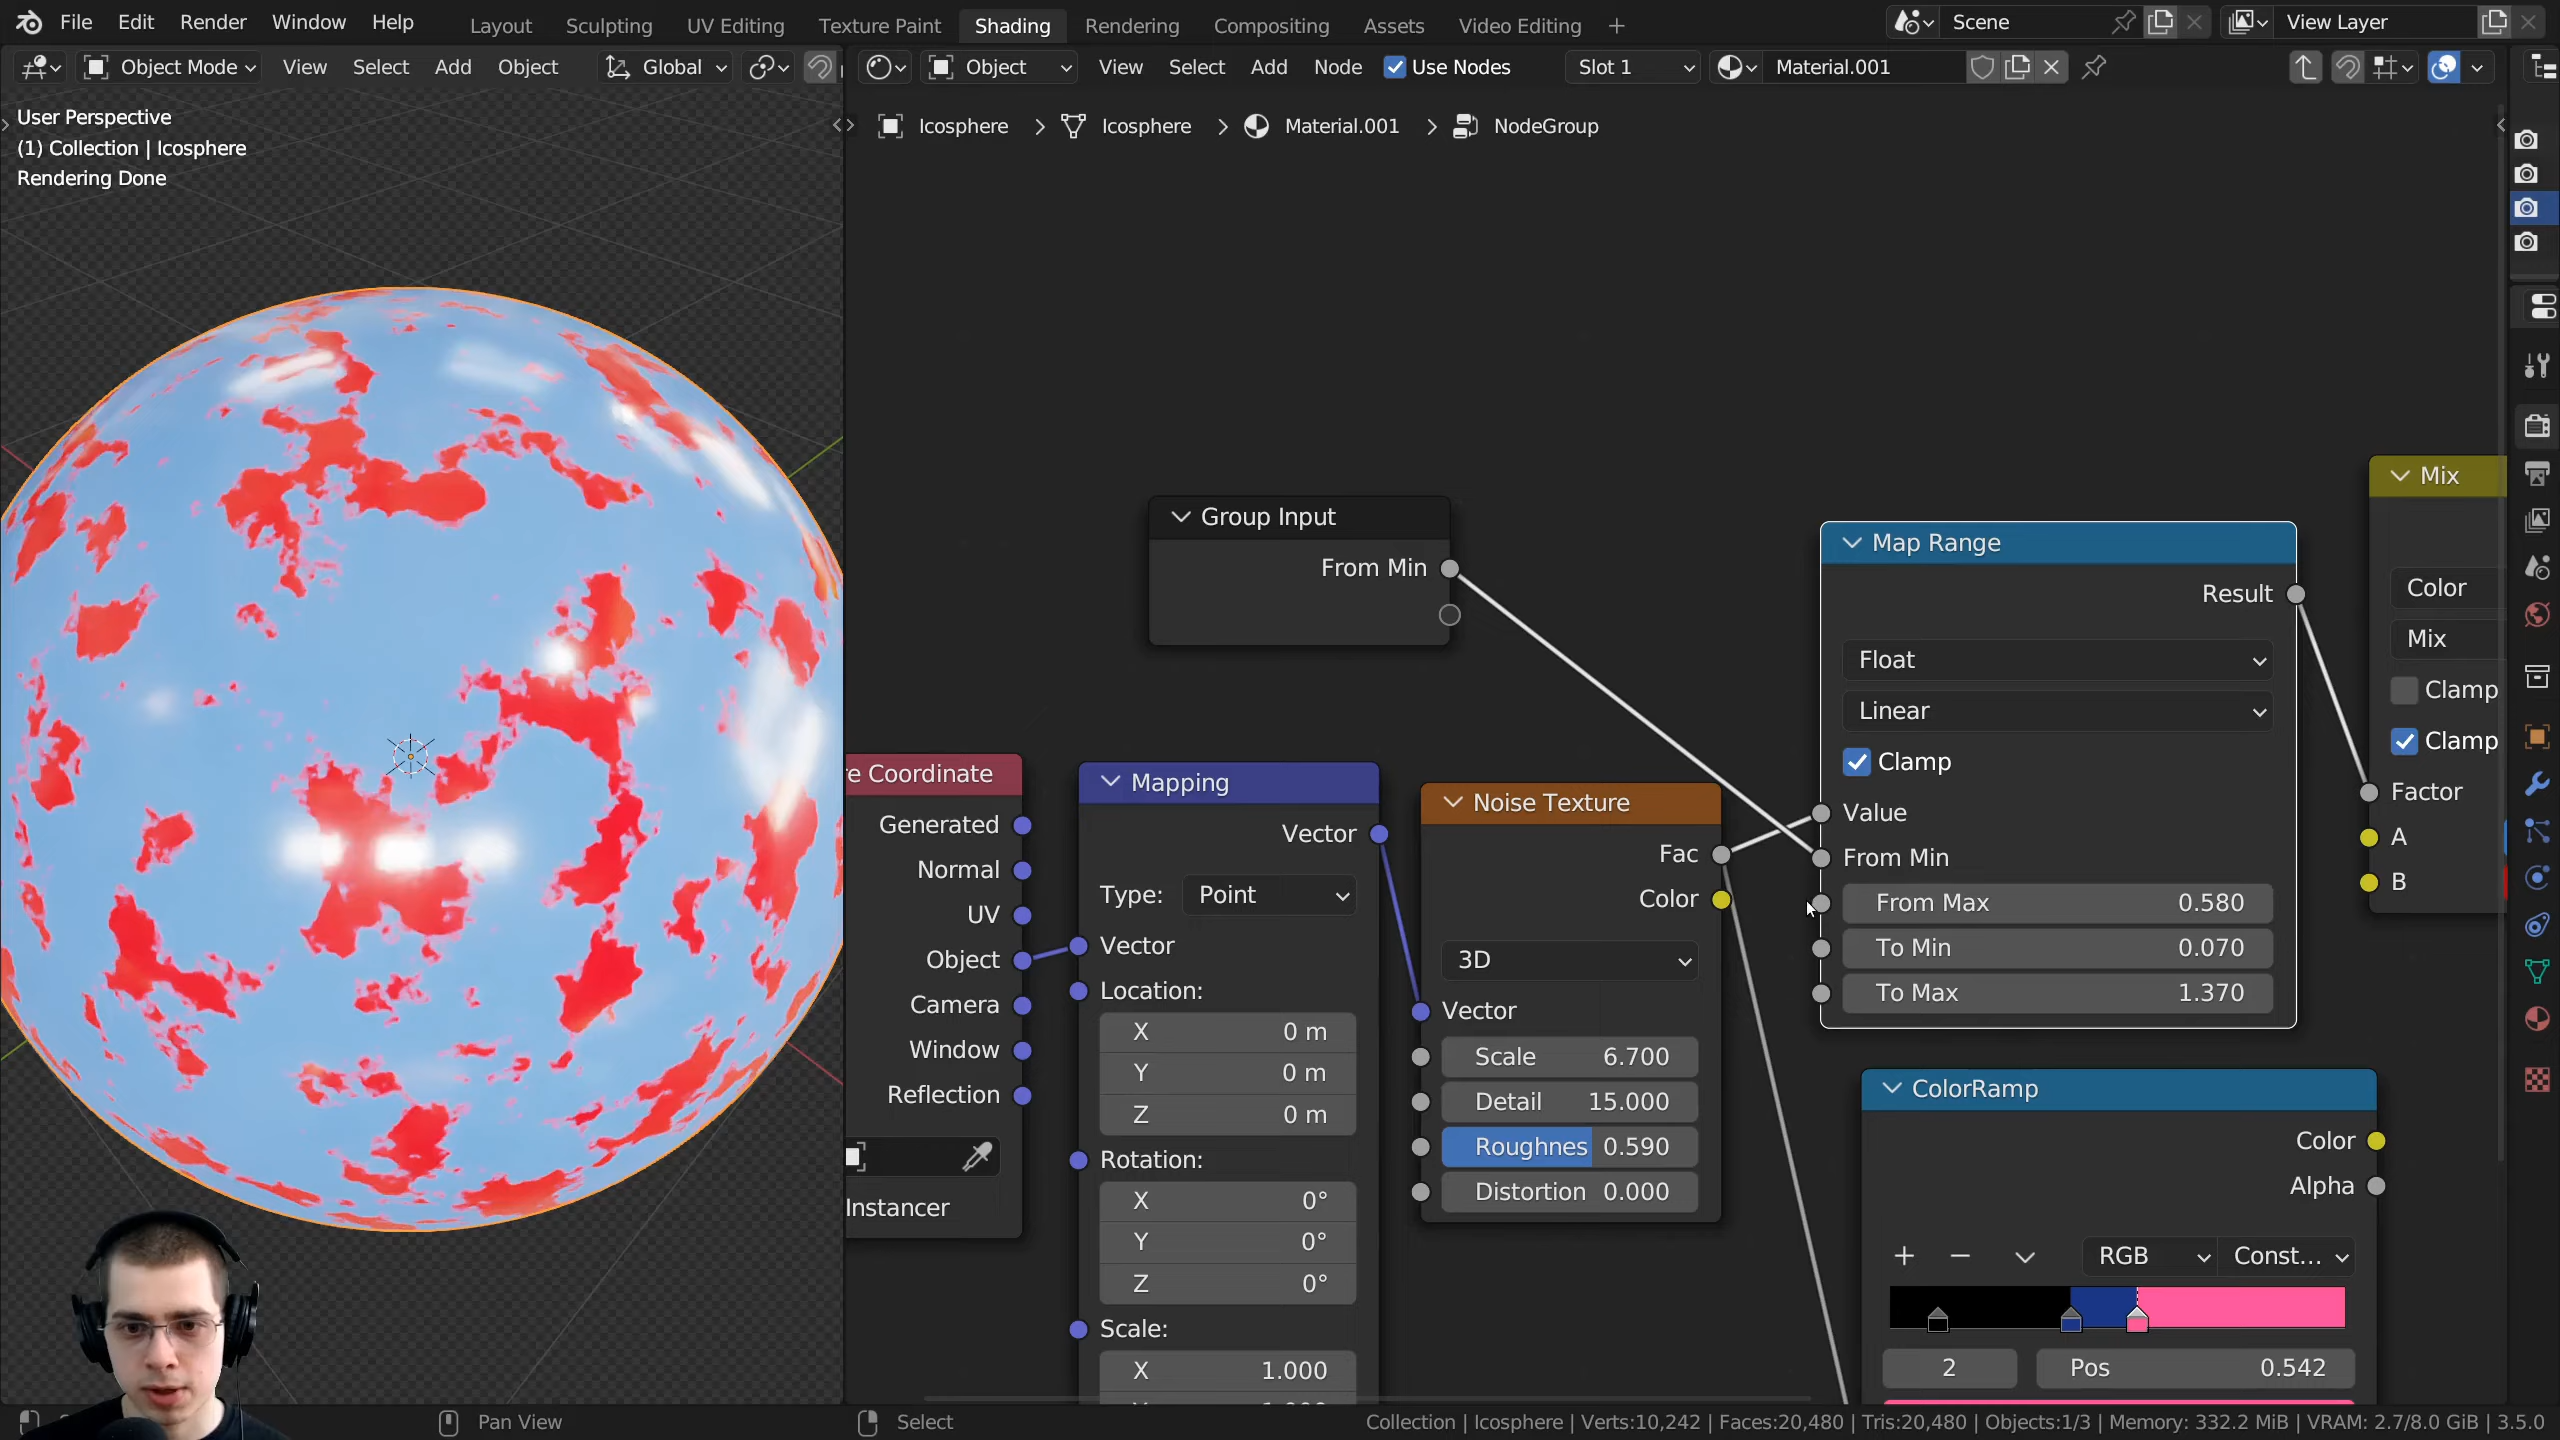 File Edit Render Window Help Layout Sculpting UV Editing Texture Paint Shading Rendering Compositing Assets Video Editing + Scene View Layer
Object Mode View Select Add Object Global Object View Select Add Node Use Nodes Slot 1 Material.001
User Perspective
(1) Collection | Icosphere
Rendering Done
Icosphere > Icosphere > Material.001 > NodeGroup
Group Input
From Min
Map Range
Result
Float
Linear
Clamp
Value
From Min
From Max 0.580
To Min 0.070
To Max 1.370
Mix
Color
Mix
Clamp
Clamp
Factor
A
B
re Coordinate
Generated
Normal
UV
Object
Camera
Window
Reflection
Instancer
Mapping
Vector
Type: Point
Vector
Location:
X 0 m
Y 0 m
Z 0 m
Rotation:
X 0°
Y 0°
Z 0°
Scale:
X 1.000
Noise Texture
Fac
Color
3D
Vector
Scale 6.700
Detail 15.000
Roughnes 0.590
Distortion 0.000
ColorRamp
Color
Alpha
+ − RGB Const...
2 Pos 0.542
Pan View Select Collection | Icosphere | Verts:10,242 | Faces:20,480 | Tris:20,480 | Objects:1/3 | Memory: 332.2 MiB | VRAM: 2.7/8.0 GiB | 3.5.0